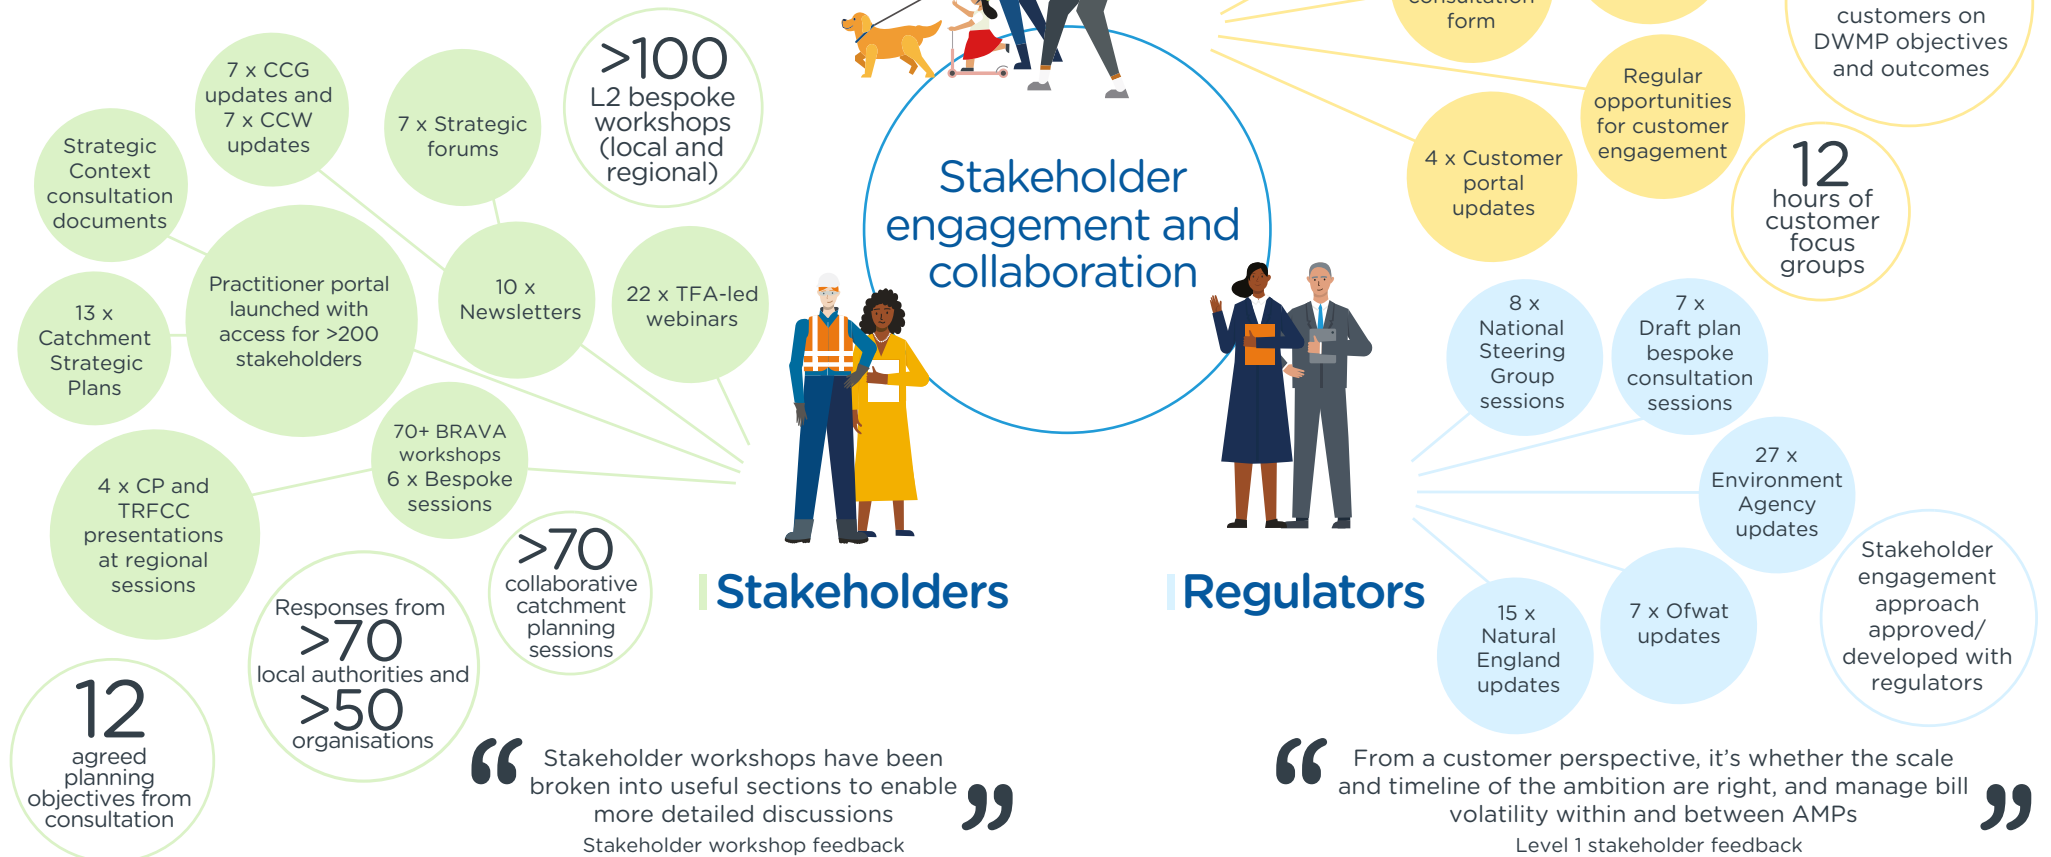 >100
L2 bespoke
workshops
(local and
regional)
7 x CCG
updates and
7 x CCW
updates
7 x Strategic
forums
Strategic
Context
consultation
documents
Practitioner portal
launched with
access for >200
stakeholders
10 x
Newsletters
22 x TFA-led
webinars
13 x
Catchment
Strategic
Plans
70+ BRAVA
workshops
6 x Bespoke
sessions
4 x CP and
TRFCC
presentations
at regional
sessions
>70
collaborative
catchment
planning
sessions
Responses from
>70
local authorities and
>50
organisations
12
agreed
planning
objectives from
consultation
Stakeholder
engagement and
collaboration
Stakeholders
Regulators
consultation
form
customers on
DWMP objectives
and outcomes
Regular
opportunities
for customer
engagement
4 x Customer
portal
updates
12
hours of
customer
focus
groups
8 x
National
Steering
Group
sessions
7 x
Draft plan
bespoke
consultation
sessions
27 x
Environment
Agency
updates
Stakeholder
engagement
approach
approved/
developed with
regulators
15 x
Natural
England
updates
7 x Ofwat
updates
“ Stakeholder workshops have been
broken into useful sections to enable
more detailed discussions ”
Stakeholder workshop feedback
“ From a customer perspective, it’s whether the scale
and timeline of the ambition are right, and manage bill
volatility within and between AMPs ”
Level 1 stakeholder feedback